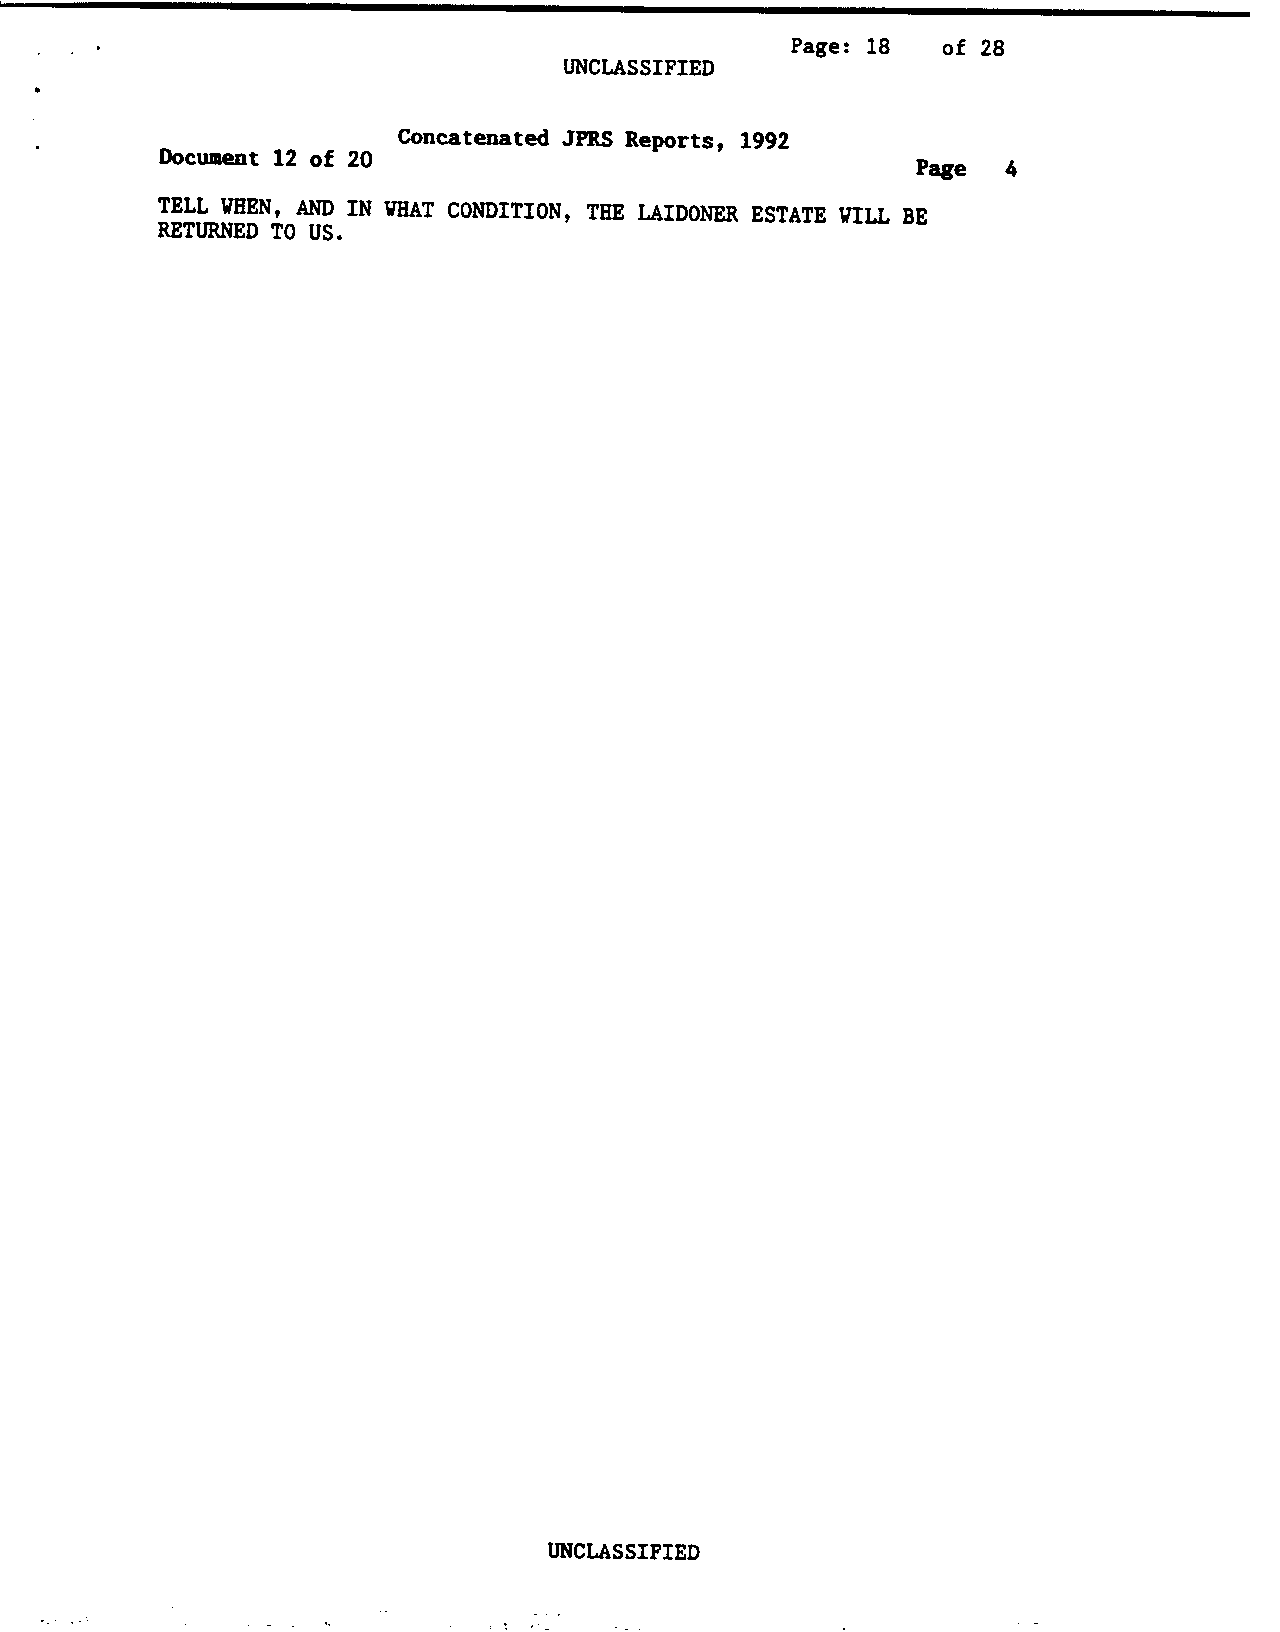 Page: 18 of 28
UNCLASSIFIED
Concatenated JPRS Reports, 1992
Document 12 of 20
Page 4
TELL WHEN, AND IN WHAT CONDITION, THE LAIDONER ESTATE WILL BE
RETURNED TO US.
UNCLASSIFIED